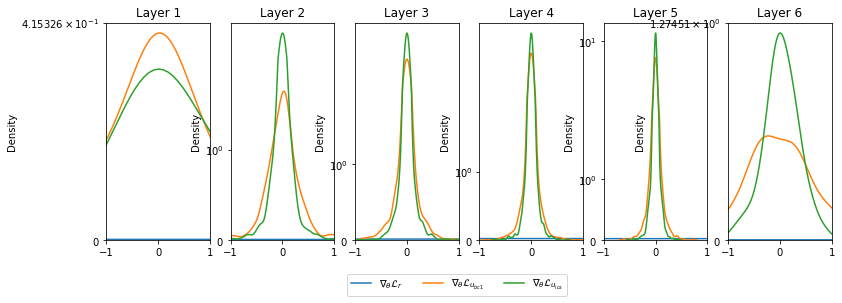 Layer 1 Layer 2 Layer 3 Layer 4 Layer 5 Layer 6
4.15326 × 10⁻¹ 10¹ 1.27451 × 10⁰
Density Density Density Density Density Density
10⁰ 10⁰ 10⁰ 10⁰
0 0 0 0 0 0
−1 0 1 −1 0 1 −1 0 1 −1 0 1 −1 0 1 −1 0 1
∇θℒr ∇θℒu_bc1 ∇θℒu_ics